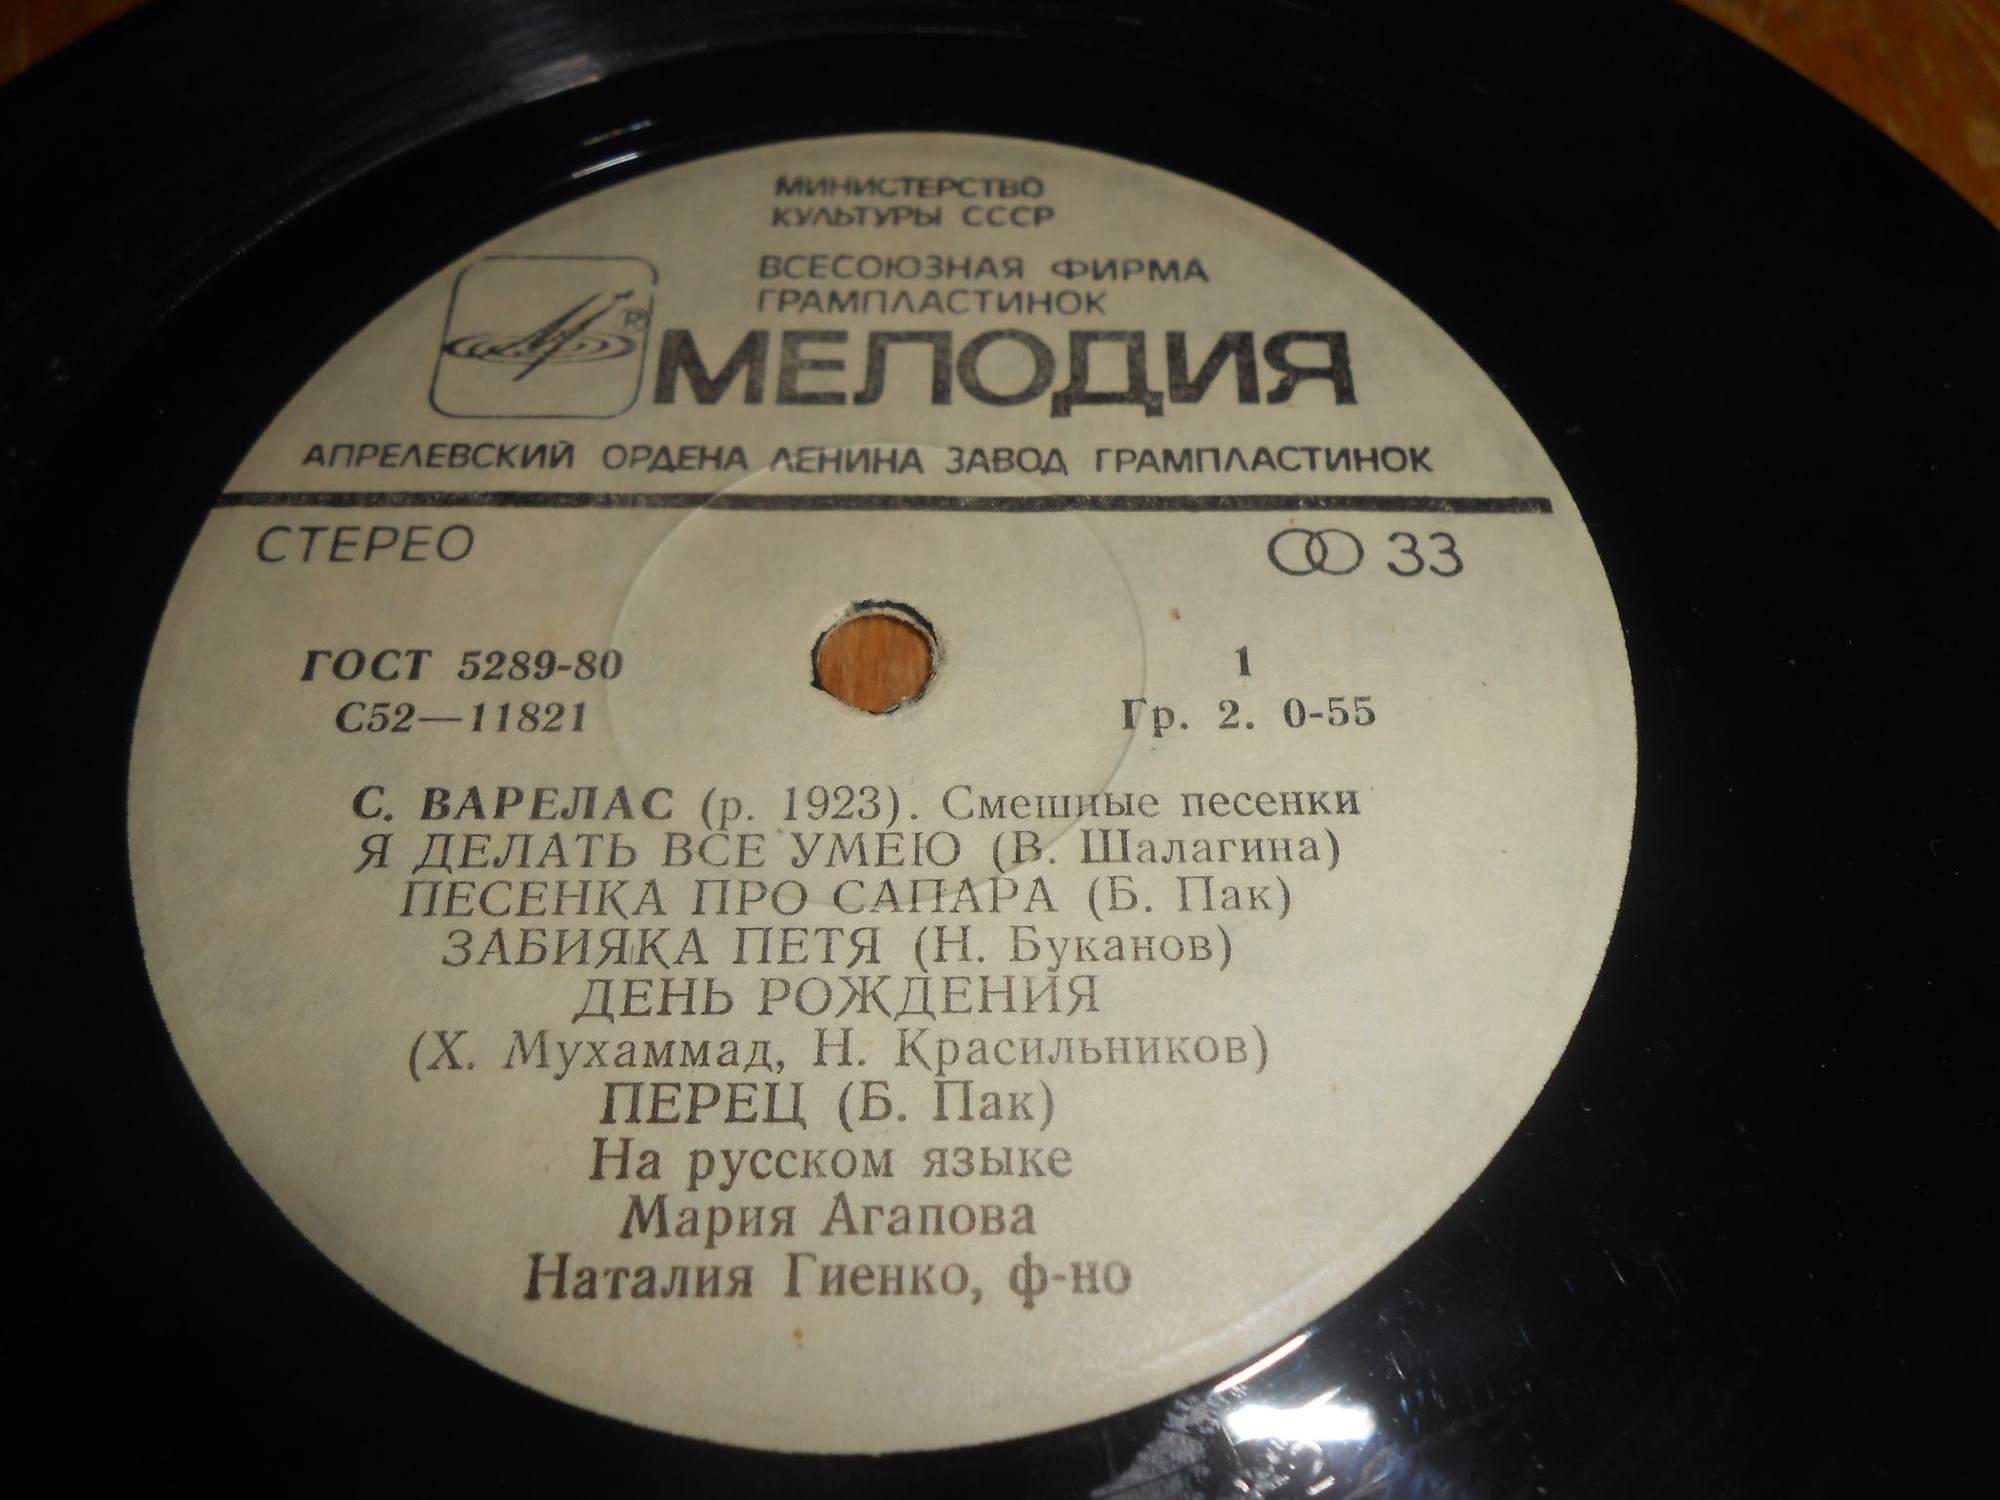 МИНИСТЕРСТВО
КУЛЬТУРЫ СССР
ВСЕСОЮЗНАЯ ФИРМА
ГРАМПЛАСТИНОК
® МЕЛОДИЯ
АПРЕЛЕВСКИЙ ОРДЕНА ЛЕНИНА ЗАВОД ГРАМПЛАСТИНОК
СТЕРЕО 33
ГОСТ 5289-80 1
С52—11821 Гр. 2. 0-55
С. ВАРЕЛАС (р. 1923). Смешные песенки
Я ДЕЛАТЬ ВСЕ УМЕЮ (В. Шалагина)
ПЕСЕНКА ПРО САПАРА (Б. Пак)
ЗАБИЯКА ПЕТЯ (Н. Буканов)
ДЕНЬ РОЖДЕНИЯ
(Х. Мухаммад, Н. Красильников)
ПЕРЕЦ (Б. Пак)
На русском языке
Мария Агапова
Наталия Гиенко, ф-но